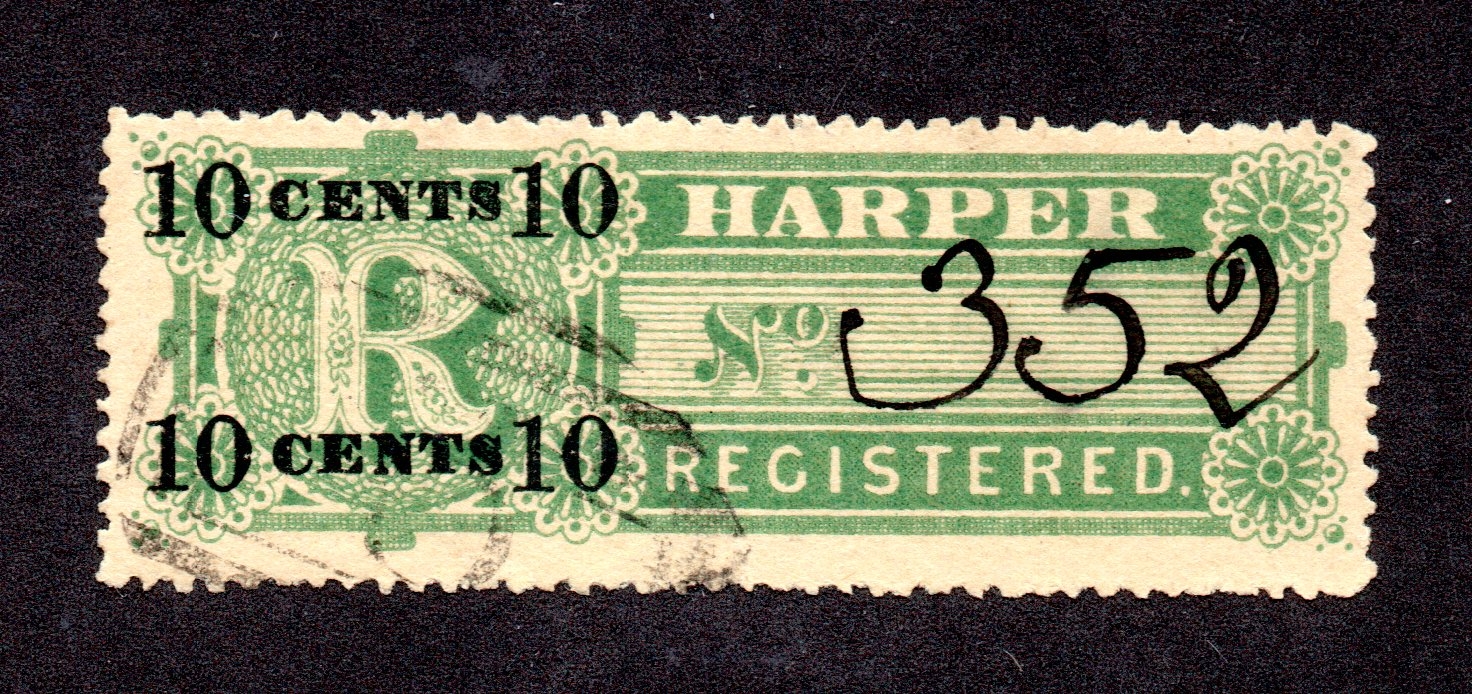 10 CENTS 10
HARPER
R
No 352
10 CENTS 10
REGISTERED.